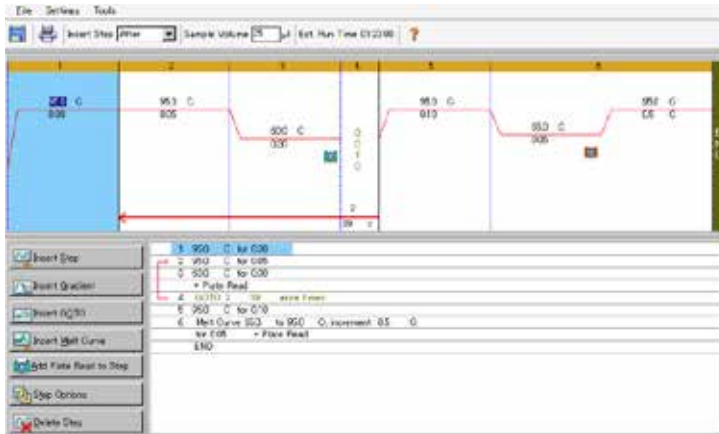 File Settings Tools
Insert Step After Sample Volume 25 µl Est. Run Time
1 2 3 4 5 6
C 95.0 C 95.0 C 95.0 C
0:05 60.0 C 0:10 65.0 C 0.5 C
0:30 0:05
G
O
T
O
2
39 x
Insert Step
Insert Gradient
Insert GOTO
Insert Melt Curve
Add Plate Read to Step
Step Options
Delete Step
1 95.0 C for
2 95.0 C for 0:05
3 60.0 C for 0:30
+ Plate Read
4 GOTO 2 39 more times
5 95.0 C for 0:10
6 Melt Curve 65.0 to 95.0 C, increment 0.5 C
for 0:05 + Plate Read
END